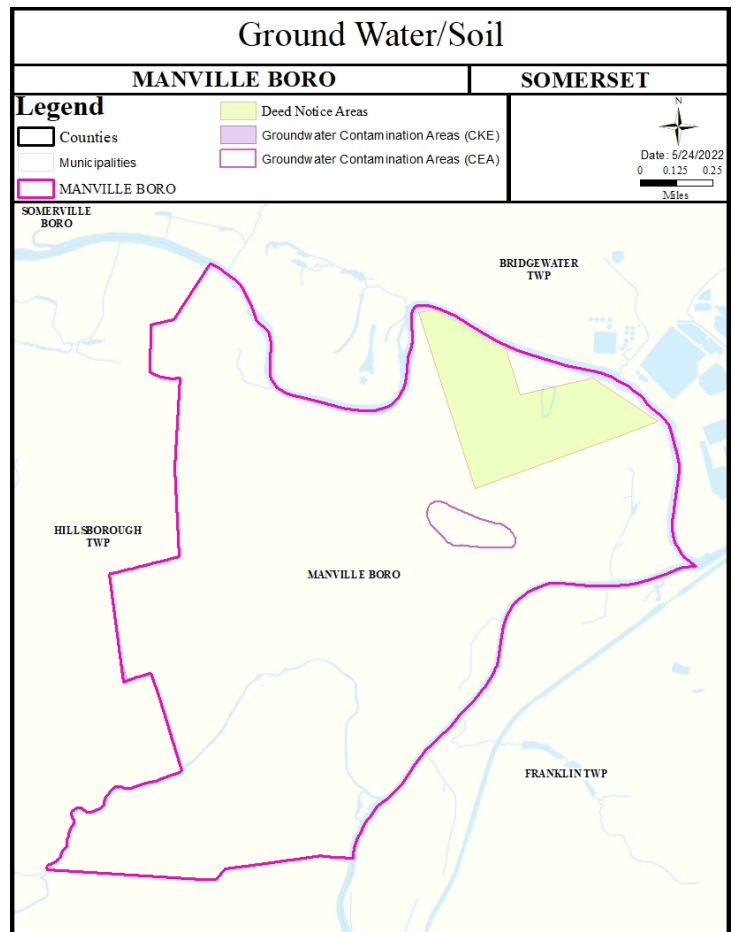 Ground Water/Soil
MANVILLE BORO
SOMERSET
Legend
Counties
Municipalities
MANVILLE BORO
Deed Notice Areas
Groundwater Contamination Areas (CKE)
Groundwater Contamination Areas (CEA)
N
Date: 5/24/2022
0 0.125 0.25
Miles
SOMERVILLE
BORO
BRIDGEWATER
TWP
HILLSBOROUGH
TWP
MANVILLE BORO
FRANKLIN TWP